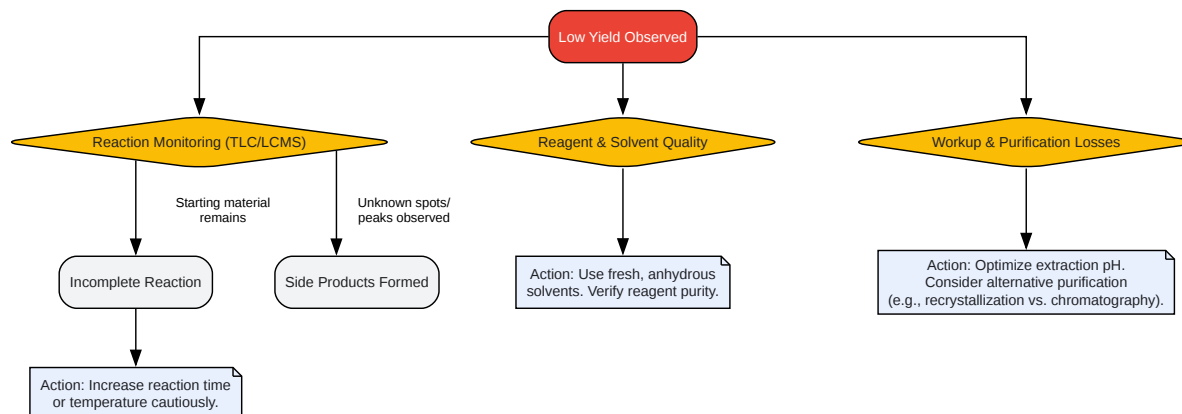 Low Yield Observed
Reaction Monitoring (TLC/LCMS)
Reagent & Solvent Quality
Workup & Purification Losses
Starting material
remains
Unknown spots/
peaks observed
Incomplete Reaction
Side Products Formed
Action: Use fresh, anhydrous
solvents. Verify reagent purity.
Action: Optimize extraction pH.
Consider alternative purification
(e.g., recrystallization vs. chromatography).
Action: Increase reaction time
or temperature cautiously.